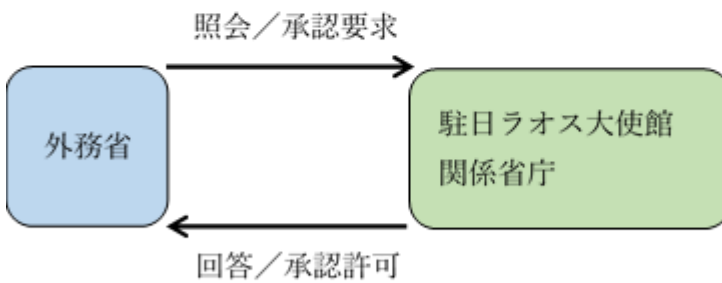 照会／承認要求
外務省
駐日ラオス大使館
関係省庁
回答／承認許可